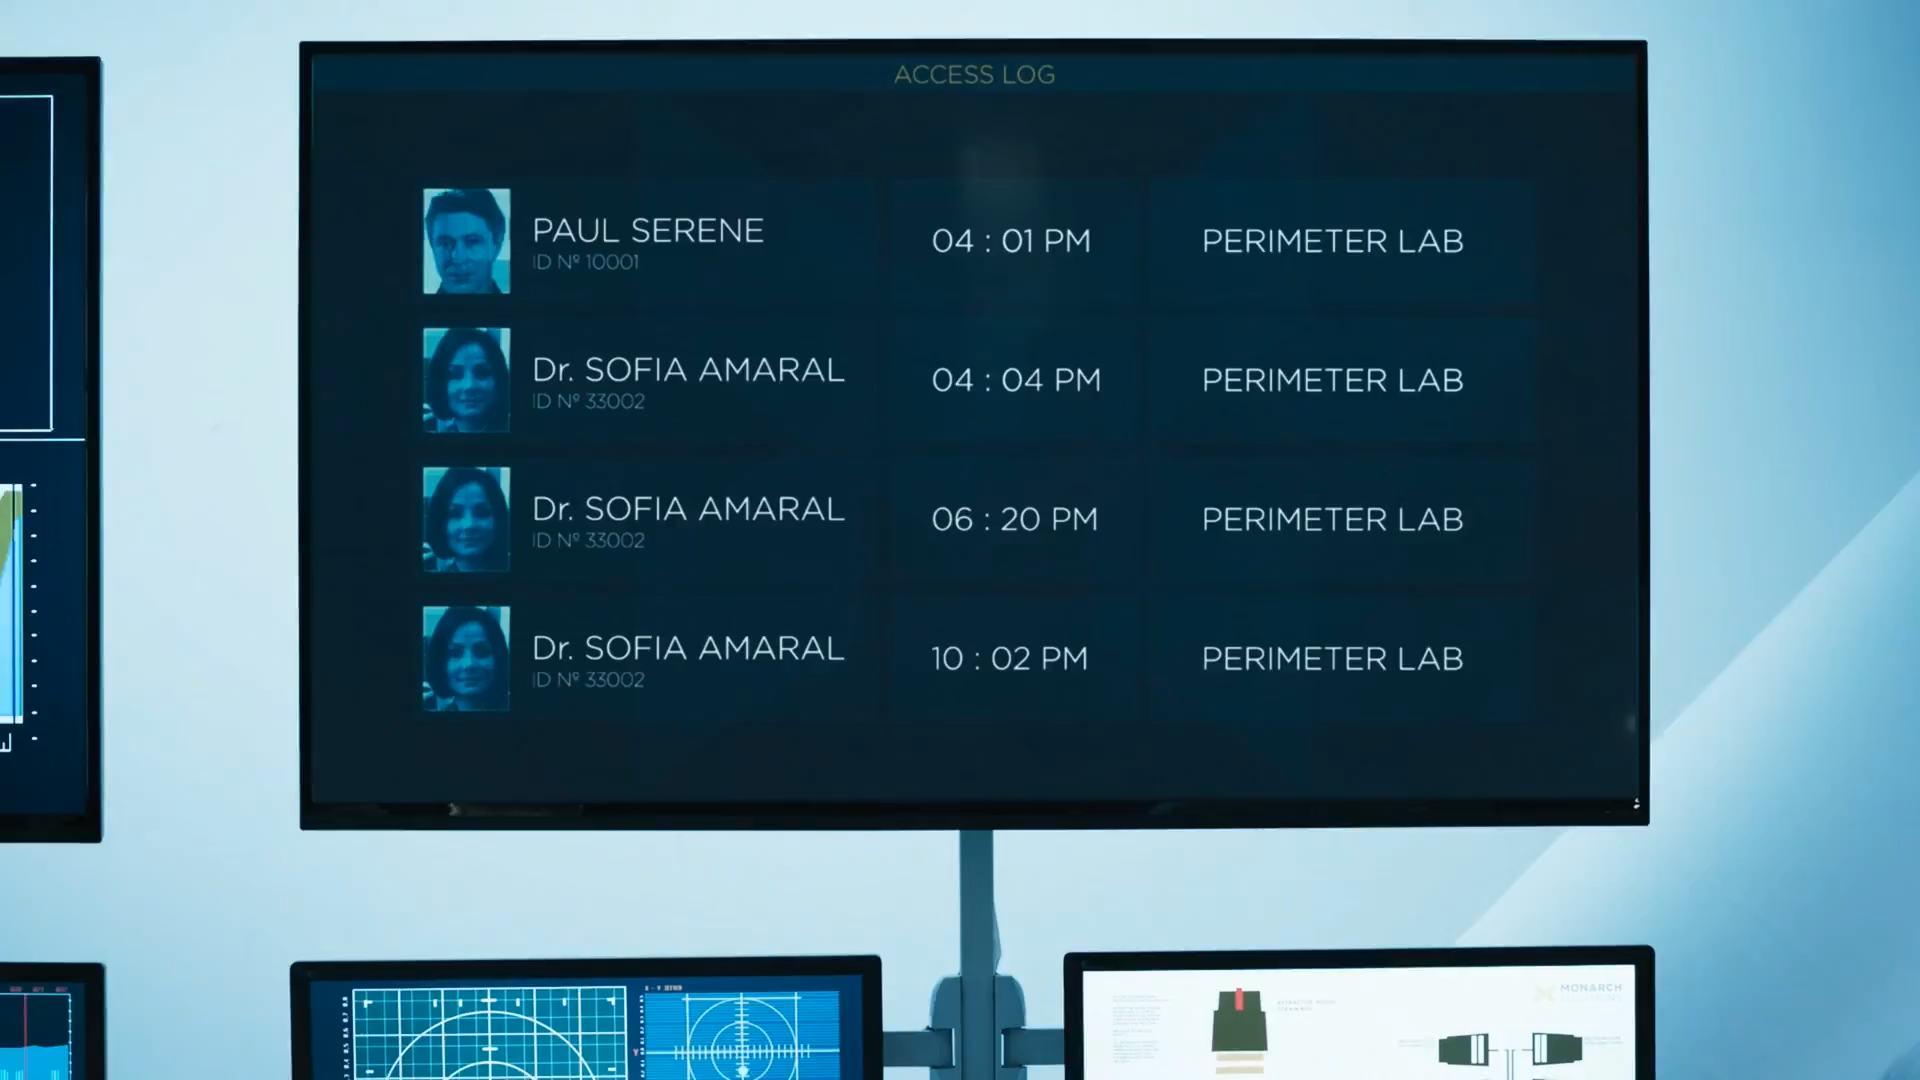 ACCESS LOG
PAUL SERENE
ID Nº 10001
04 : 01 PM
PERIMETER LAB
Dr. SOFIA AMARAL
ID Nº 33002
04 : 04 PM
PERIMETER LAB
Dr. SOFIA AMARAL
ID Nº 33002
06 : 20 PM
PERIMETER LAB
Dr. SOFIA AMARAL
ID Nº 33002
10 : 02 PM
PERIMETER LAB
MONARCH